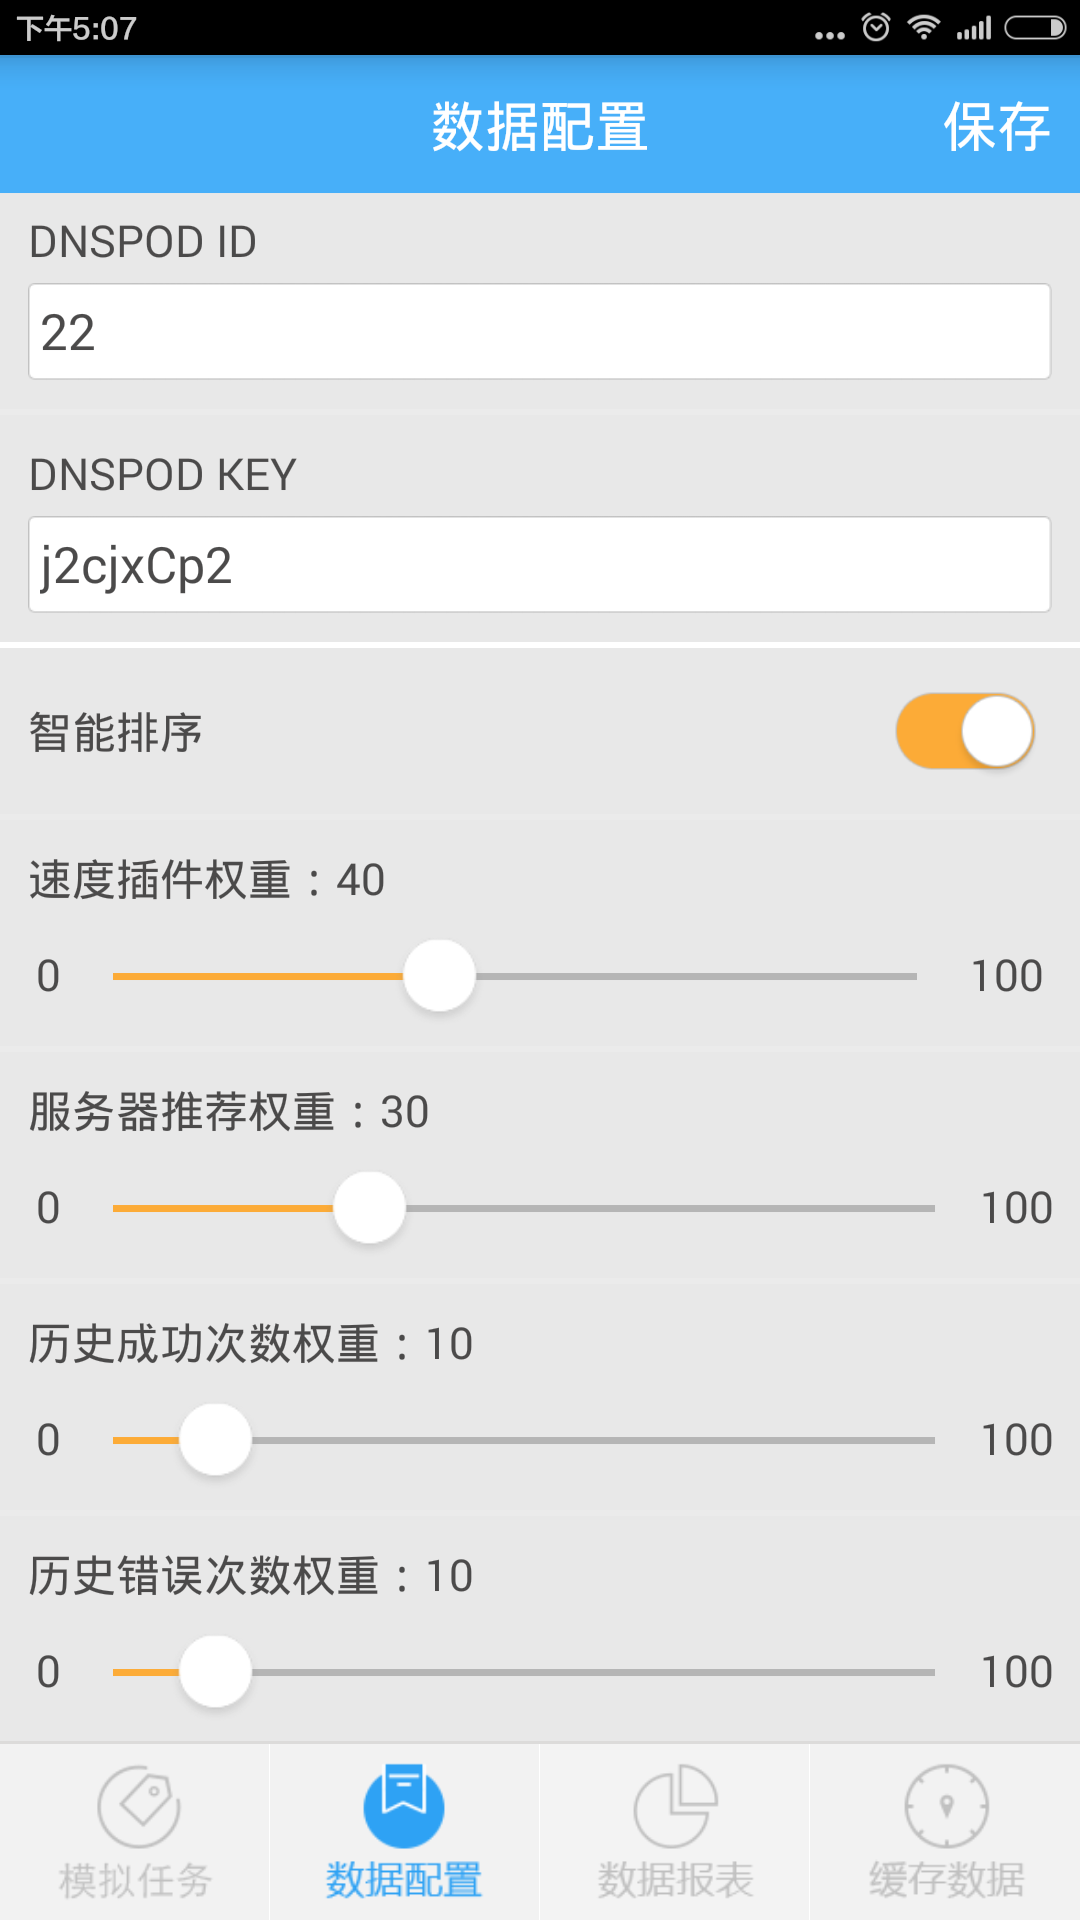 下午5:07
数据配置 保存
DNSPOD ID
22
DNSPOD KEY
j2cjxCp2
智能排序
速度插件权重：40
0 100
服务器推荐权重：30
0 100
历史成功次数权重：10
0 100
历史错误次数权重：10
0 100
模拟任务 数据配置 数据报表 缓存数据